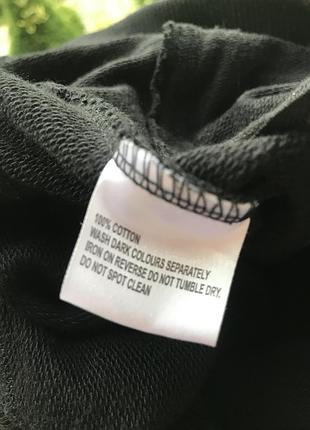 100% COTTON
WASH DARK COLOURS SEPARATELY
IRON ON REVERSE DO NOT TUMBLE DRY.
DO NOT SPOT CLEAN